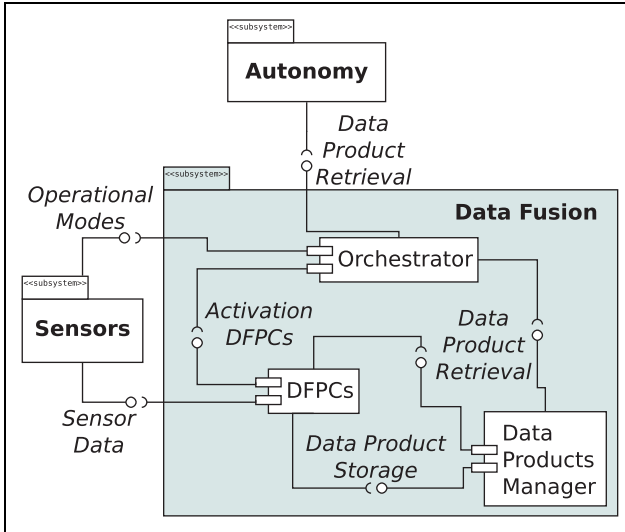 <<subsystem>>
Autonomy
Data
Product
Retrieval
<<subsystem>>
Data Fusion
Operational
Modes
Orchestrator
<<subsystem>>
Sensors
Activation
DFPCs
Data
Product
Retrieval
DFPCs
Sensor
Data
Data Product
Storage
Data
Products
Manager